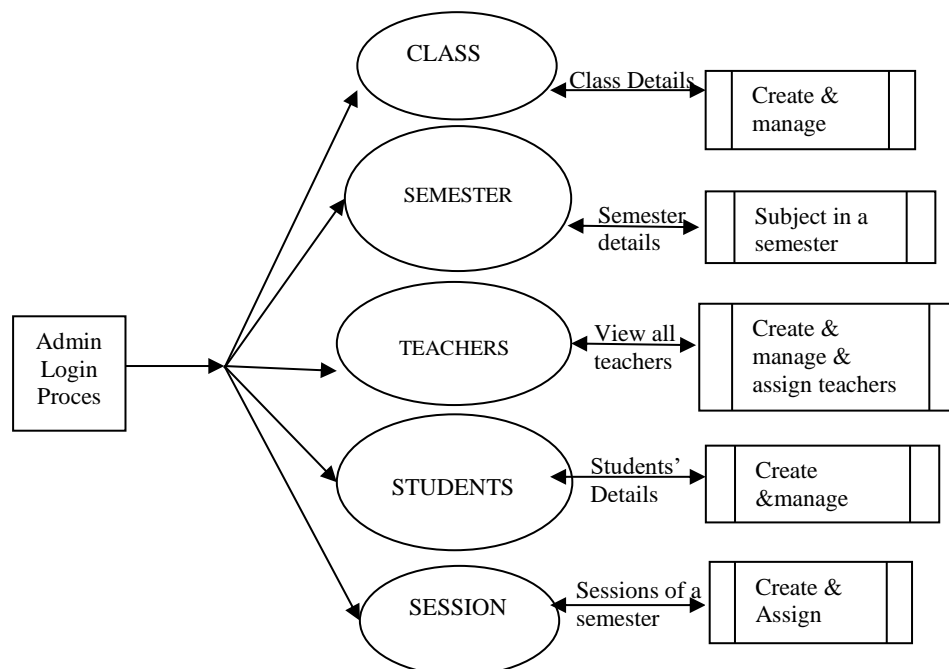 CLASS
Class Details
Create &
manage
SEMESTER
Semester
details
Subject in a
semester
Admin
Login
Proces
TEACHERS
View all
teachers
Create &
manage &
assign teachers
STUDENTS
Students’
Details
Create
&manage
SESSION
Sessions of a
semester
Create &
Assign